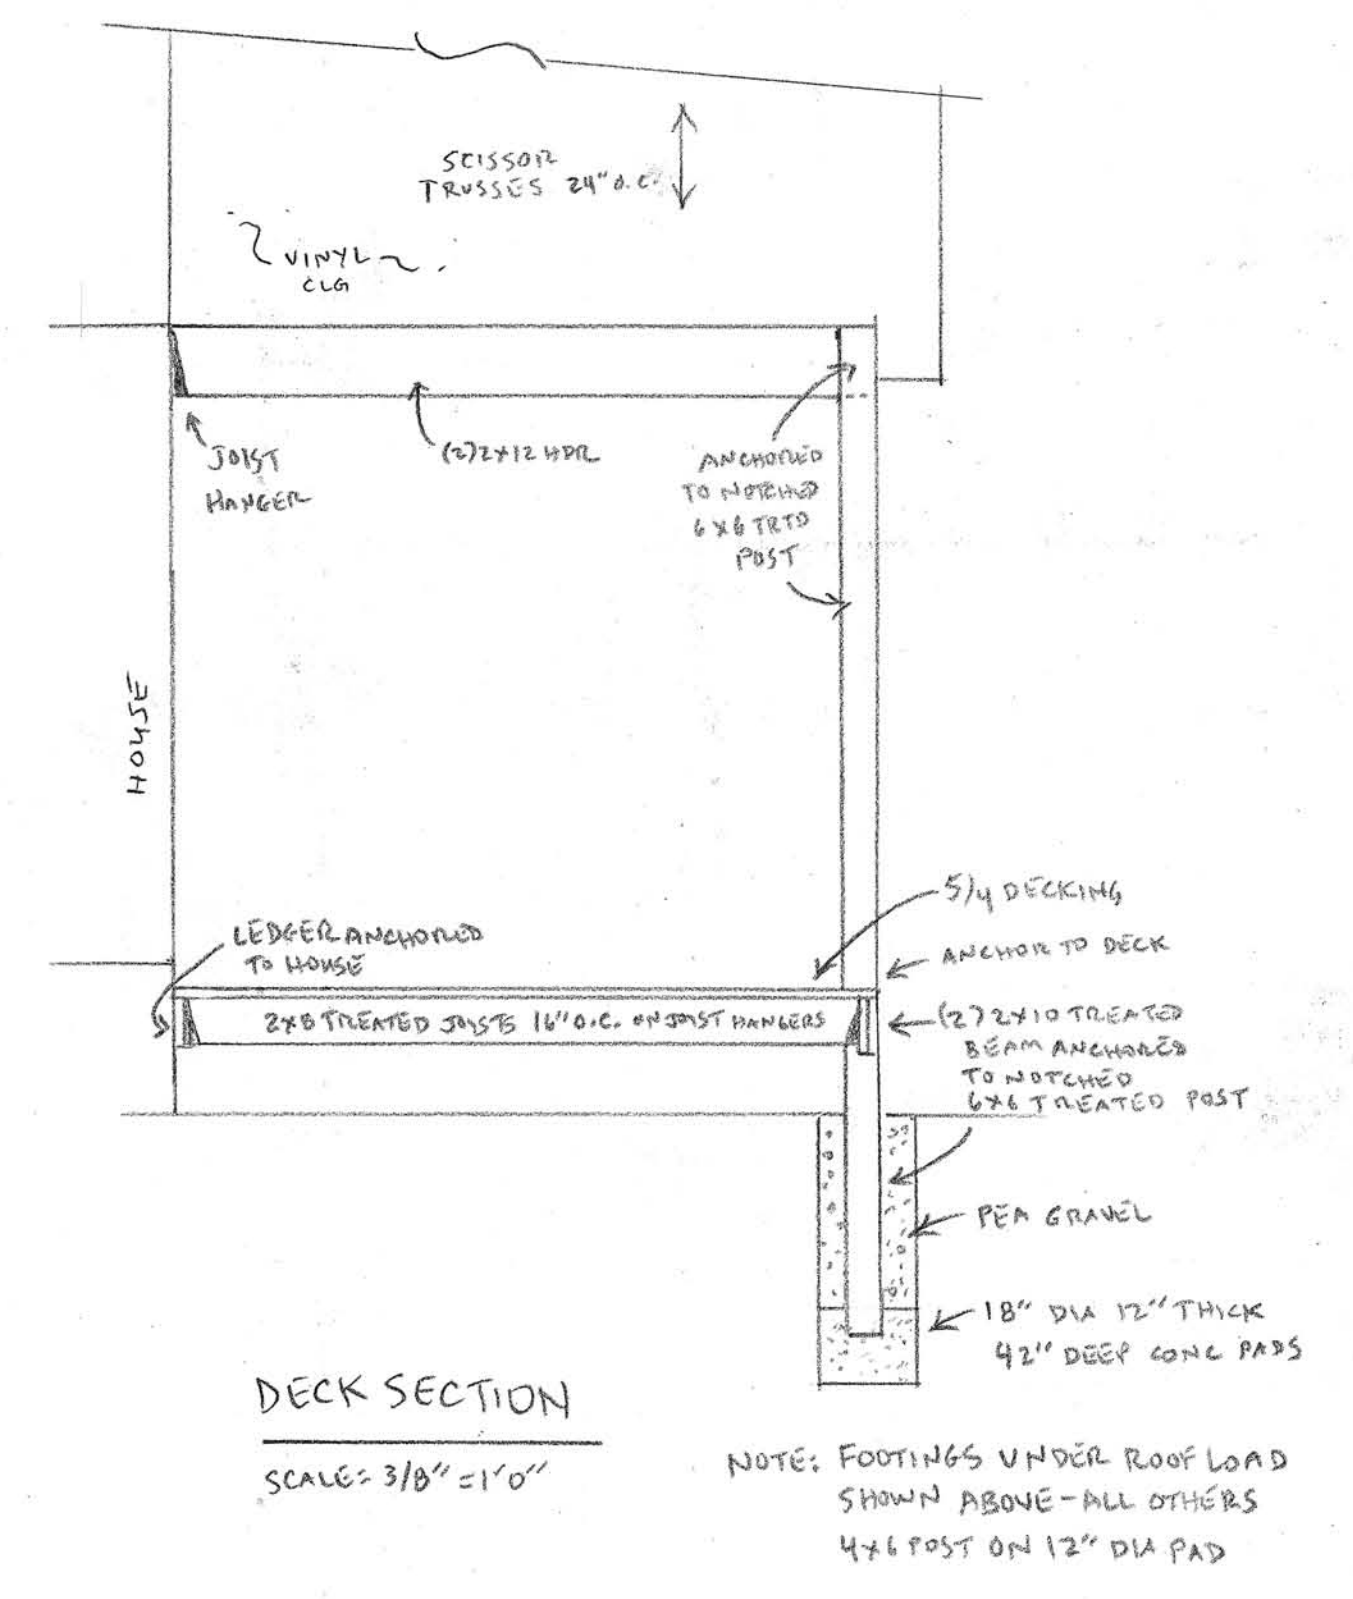 SCISSOR
TRUSSES 24" O.C.
VINYL
CLG
JOIST
HANGER
(2) 2X12 HDR
ANCHORED
TO NOTCHED
6X6 TRTD
POST
HOUSE
5/4 DECKING
LEDGER ANCHORED
TO HOUSE
ANCHOR TO DECK
2X8 TREATED JOISTS 16" O.C. ON JOIST HANGERS
(2) 2X10 TREATED
BEAM ANCHORED
TO NOTCHED
6X6 TREATED POST
PEA GRAVEL
18" DIA 12" THICK
42" DEEP CONC PADS
DECK SECTION
SCALE: 3/8" = 1'0"
NOTE: FOOTINGS UNDER ROOF LOAD
SHOWN ABOVE - ALL OTHERS
4X6 POST ON 12" DIA PAD